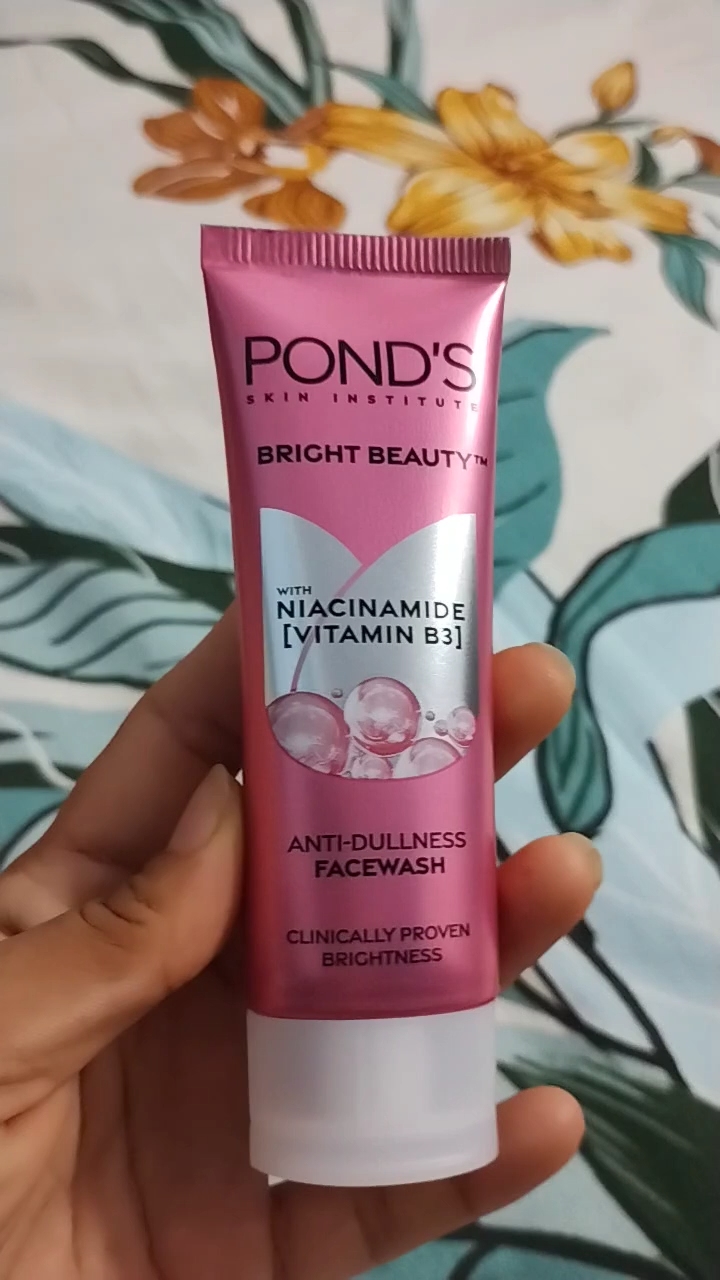 POND'S
SKIN INSTITUTE
BRIGHT BEAUTY™
WITH
NIACINAMIDE
[VITAMIN B3]
ANTI-DULLNESS
FACEWASH
CLINICALLY PROVEN
BRIGHTNESS